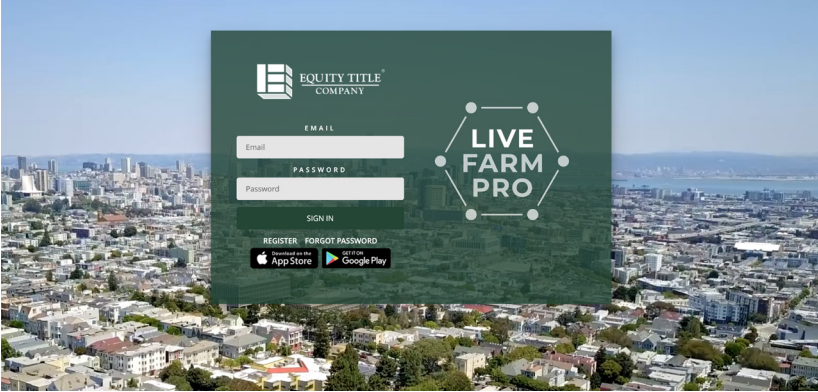 EQUITY TITLE®
COMPANY
EMAIL
Email
PASSWORD
Password
SIGN IN
REGISTER FORGOT PASSWORD
Download on the
App Store
GET IT ON
Google Play
LIVE
FARM
PRO